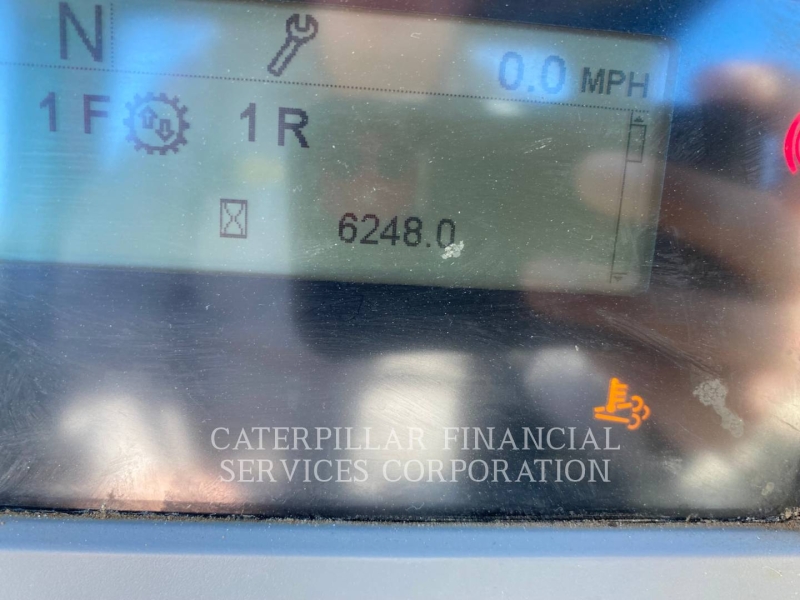 N 0.0 MPH
1 F 1 R
6248.0
CATERPILLAR FINANCIAL
SERVICES CORPORATION